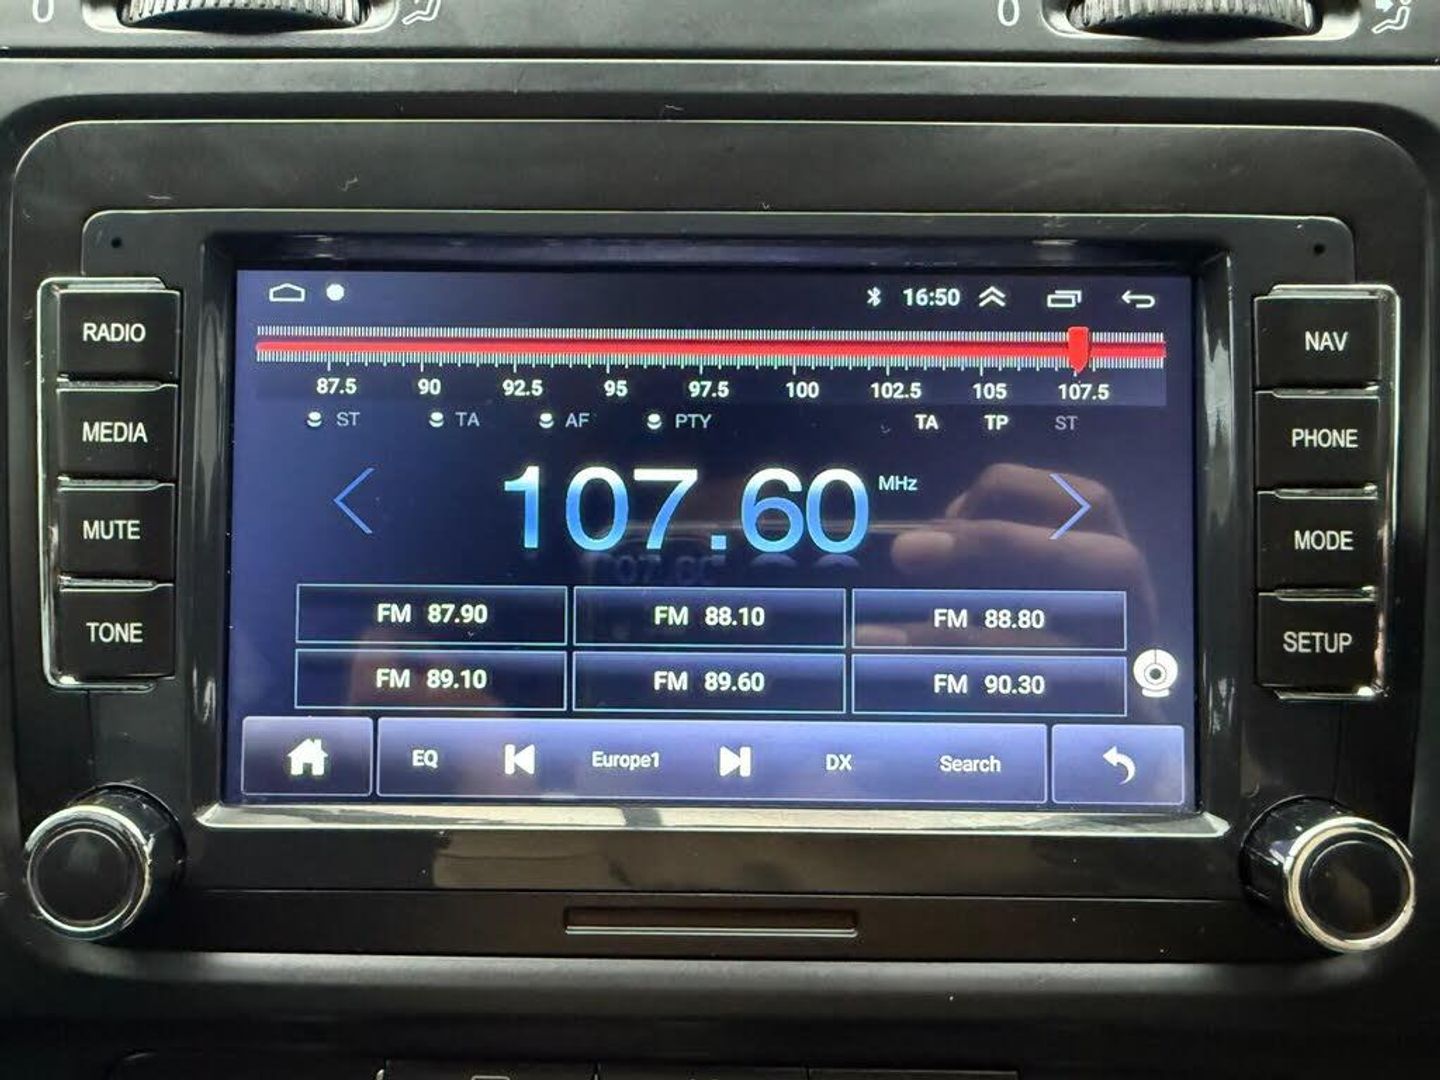 0
0
16:50
87.5 90 92.5 95 97.5 100 102.5 105 107.5
ST TA AF PTY TA TP ST
107.60 MHz
FM 87.90 FM 88.10 FM 88.80
FM 89.10 FM 89.60 FM 90.30
EQ Europe1 DX Search
RADIO
MEDIA
MUTE
TONE
NAV
PHONE
MODE
SETUP